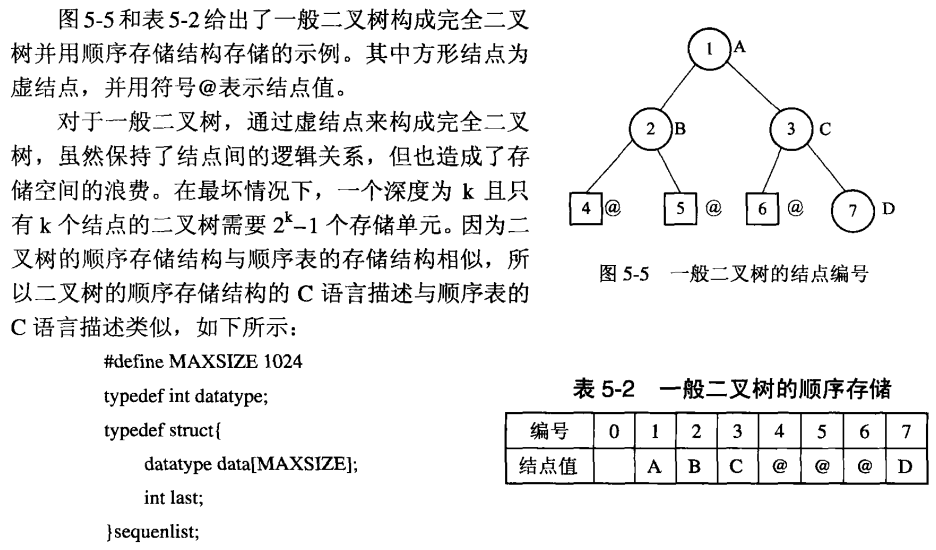 图5-5和表5-2给出了一般二叉树构成完全二叉
树并用顺序存储结构存储的示例。其中方形结点为
虚结点，并用符号@表示结点值。
对于一般二叉树，通过虚结点来构成完全二叉
树，虽然保持了结点间的逻辑关系，但也造成了存
储空间的浪费。在最坏情况下，一个深度为 k 且只
有 k 个结点的二叉树需要 2^k–1 个存储单元。因为二
叉树的顺序存储结构与顺序表的存储结构相似，所
以二叉树的顺序存储结构的 C 语言描述与顺序表的
C 语言描述类似，如下所示：
#define MAXSIZE 1024
typedef int datatype;
typedef struct{
datatype data[MAXSIZE];
int last;
}sequenlist;
1 A
2 B 3 C
4 @ 5 @ 6 @ 7 D
图 5-5 一般二叉树的结点编号
表 5-2 一般二叉树的顺序存储
编号 0 1 2 3 4 5 6 7
结点值 A B C @ @ @ D